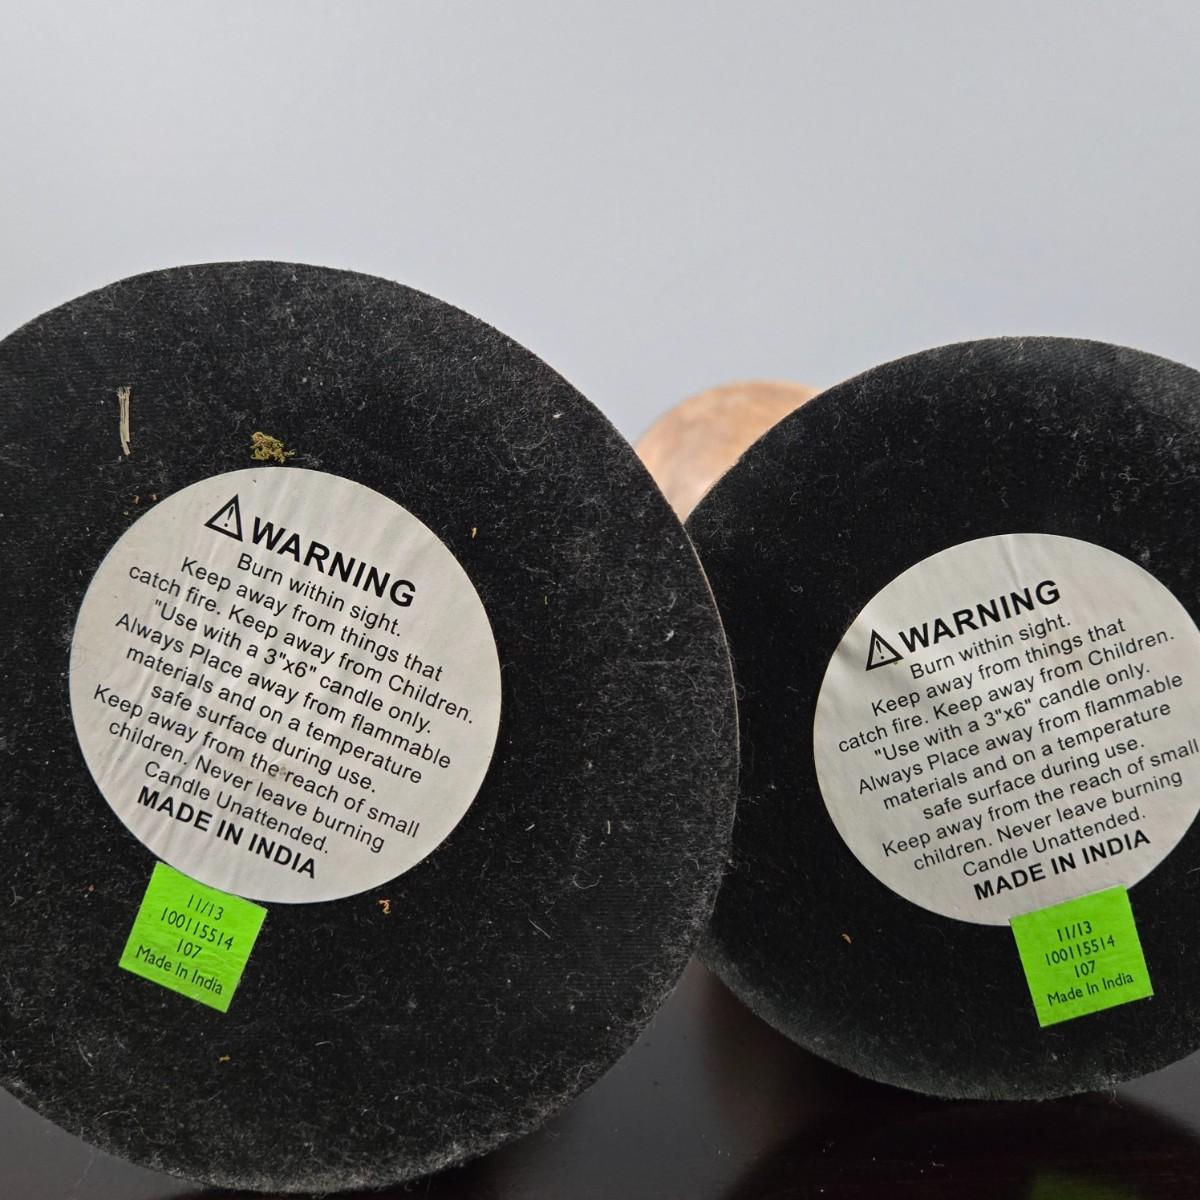 WARNING
Burn within sight.
Keep away from things that
catch fire. Keep away from Children.
"Use with a 3"x6" candle only.
Always Place away from flammable
materials and on a temperature
safe surface during use.
Keep away from the reach of small
children. Never leave burning
Candle Unattended.
MADE IN INDIA
11/13
100115514
107
Made In India
WARNING
Burn within sight.
Keep away from things that
catch fire. Keep away from Children.
"Use with a 3"x6" candle only.
Always Place away from flammable
materials and on a temperature
safe surface during use.
Keep away from the reach of small
children. Never leave burning
Candle Unattended.
MADE IN INDIA
11/13
100115514
107
Made In India